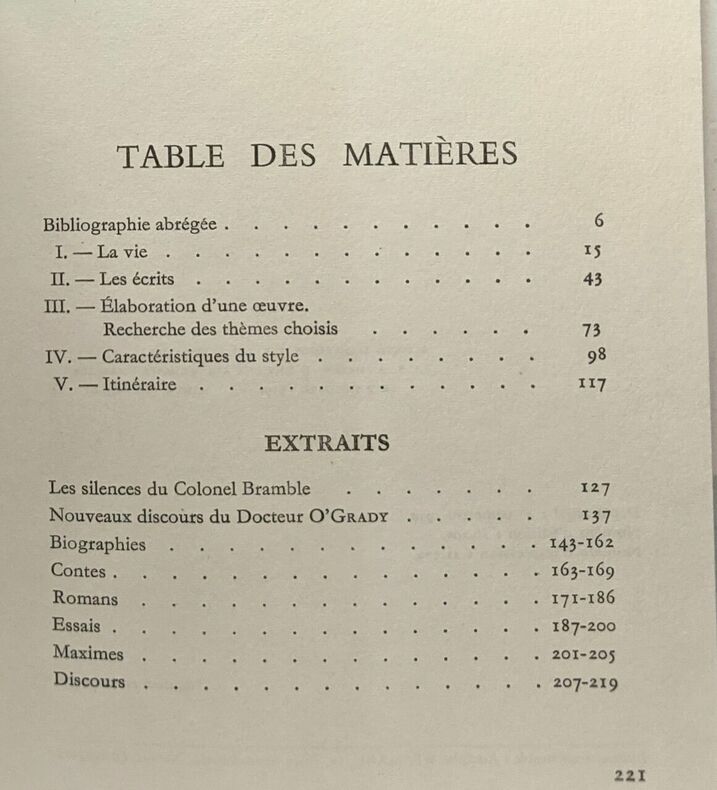 TABLE DES MATIÈRES
Bibliographie abrégée . . . . . . . . . . . 6
I. — La vie . . . . . . . . . . . . . 15
II. — Les écrits . . . . . . . . . . . . 43
III. — Élaboration d'une œuvre.
Recherche des thèmes choisis . . . . . . 73
IV. — Caractéristiques du style . . . . . . . . 98
V. — Itinéraire . . . . . . . . . . . . 117
EXTRAITS
Les silences du Colonel Bramble . . . . . . . 127
Nouveaux discours du Docteur O'GRADY . . . . . 137
Biographies . . . . . . . . . . . . . 143-162
Contes . . . . . . . . . . . . . . . 163-169
Romans . . . . . . . . . . . . . . 171-186
Essais . . . . . . . . . . . . . . . 187-200
Maximes . . . . . . . . . . . . . . 201-205
Discours . . . . . . . . . . . . . . 207-219
221